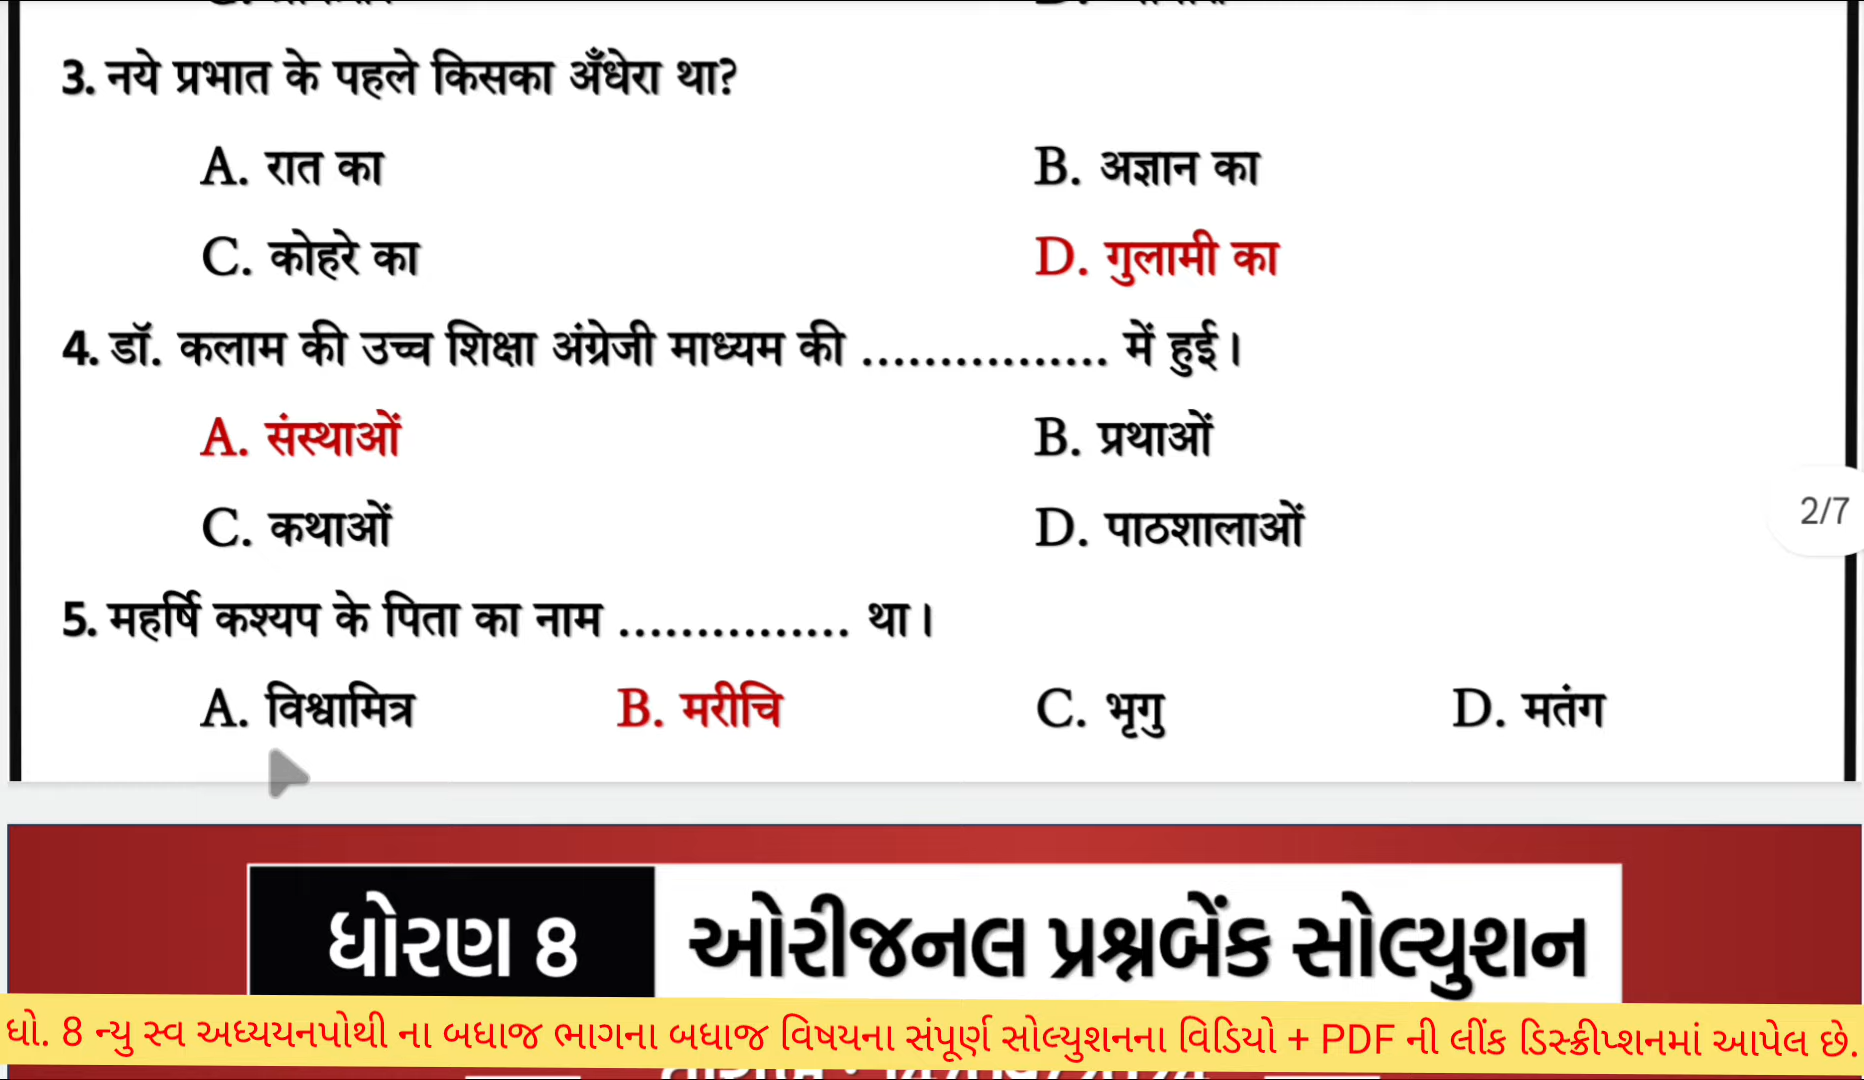 3. नये प्रभात के पहले किसका अँधेरा था?
A. रात का B. अज्ञान का
C. कोहरे का D. गुलामी का
4. डॉ. कलाम की उच्च शिक्षा अंग्रेजी माध्यम की ................ में हुई।
A. संस्थाओं B. प्रथाओं
C. कथाओं D. पाठशालाओं
2/7
5. महर्षि कश्यप के पिता का नाम ............... था।
A. विश्वामित्र B. मरीचि C. भृगु D. मतंग
ધોરણ 8 ઓરીજનલ પ્રશ્નબેંક સોલ્યુશન
ધો. 8 ન્યુ સ્વ અધ્યયનપોથી ના બધાજ ભાગના બધાજ વિષયના સંપૂર્ણ સોલ્યુશનના વિડિયો + PDF ની લીંક ડિસ્ક્રીપ્શનમાં આપેલ છે.